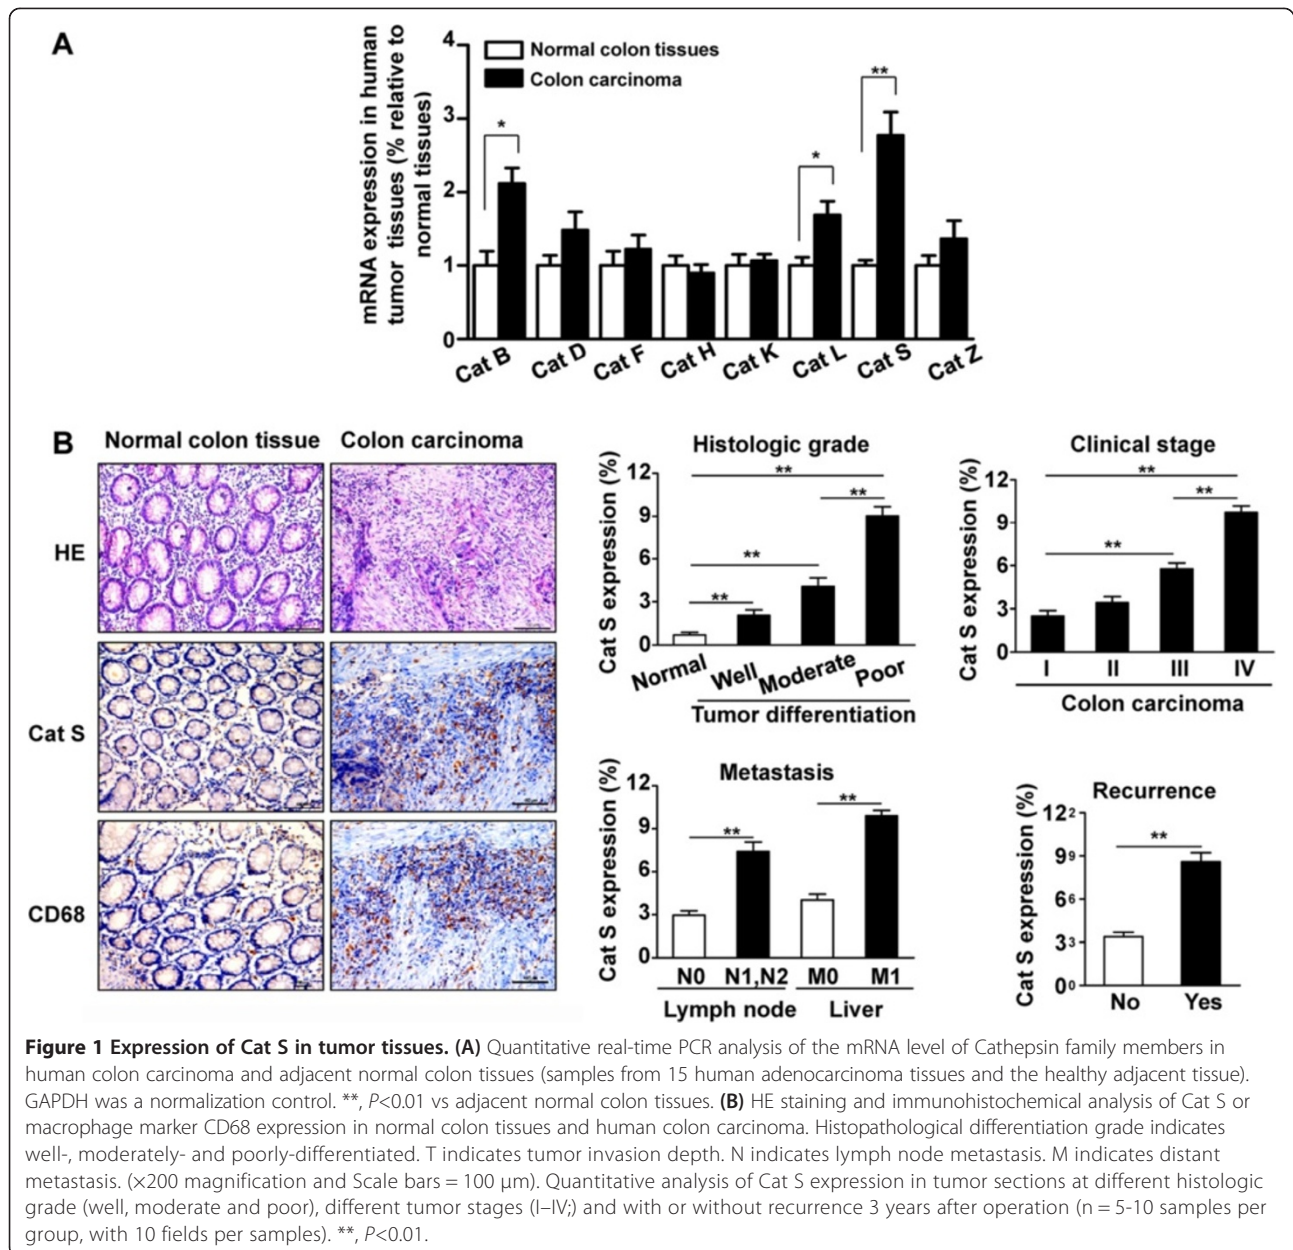 A
mRNA expression in human
tumor tissues (% relative to
normal tissues)
4
3
2
1
0
Normal colon tissues
Colon carcinoma
*
*
**
Cat B
Cat D
Cat F
Cat H
Cat K
Cat L
Cat S
Cat Z
B
Normal colon tissue
Colon carcinoma
HE
Cat S
CD68
Histologic grade
Cat S expression (%)
12
9
6
3
0
**
**
**
**
Normal
Well
Moderate
Poor
Tumor differentiation
Clinical stage
Cat S expression (%)
12
9
6
3
0
**
**
**
I
II
III
IV
Colon carcinoma
Metastasis
Cat S expression (%)
12
9
6
3
0
**
**
N0
N1,N2
M0
M1
Lymph node
Liver
Recurrence
Cat S expression (%)
12 2
9 9
6 6
3 3
0 0
**
No
Yes
Figure 1 Expression of Cat S in tumor tissues. (A) Quantitative real-time PCR analysis of the mRNA level of Cathepsin family members in
human colon carcinoma and adjacent normal colon tissues (samples from 15 human adenocarcinoma tissues and the healthy adjacent tissue).
GAPDH was a normalization control. **, P<0.01 vs adjacent normal colon tissues. (B) HE staining and immunohistochemical analysis of Cat S or
macrophage marker CD68 expression in normal colon tissues and human colon carcinoma. Histopathological differentiation grade indicates
well-, moderately- and poorly-differentiated. T indicates tumor invasion depth. N indicates lymph node metastasis. M indicates distant
metastasis. (×200 magnification and Scale bars = 100 μm). Quantitative analysis of Cat S expression in tumor sections at different histologic
grade (well, moderate and poor), different tumor stages (I–IV;) and with or without recurrence 3 years after operation (n = 5-10 samples per
group, with 10 fields per samples). **, P<0.01.